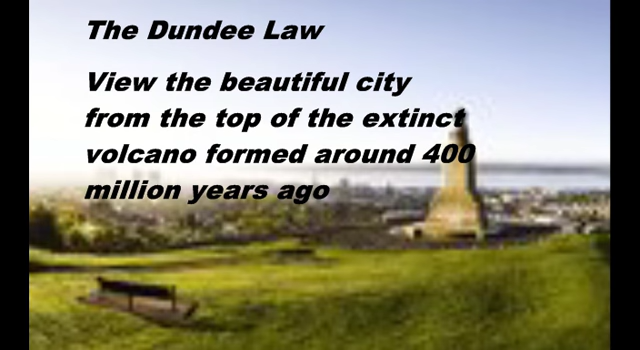 The Dundee Law
View the beautiful city
from the top of the extinct
volcano formed around 400
million years ago